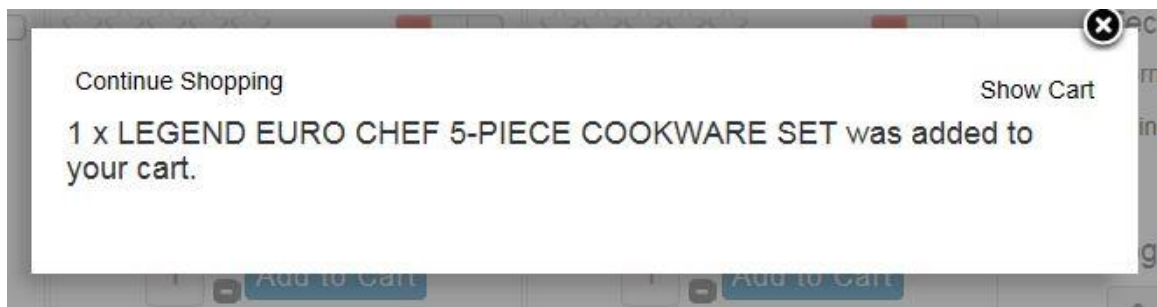 Continue Shopping
Show Cart
1 x LEGEND EURO CHEF 5-PIECE COOKWARE SET was added to
your cart.
Add to Cart
Add to Cart